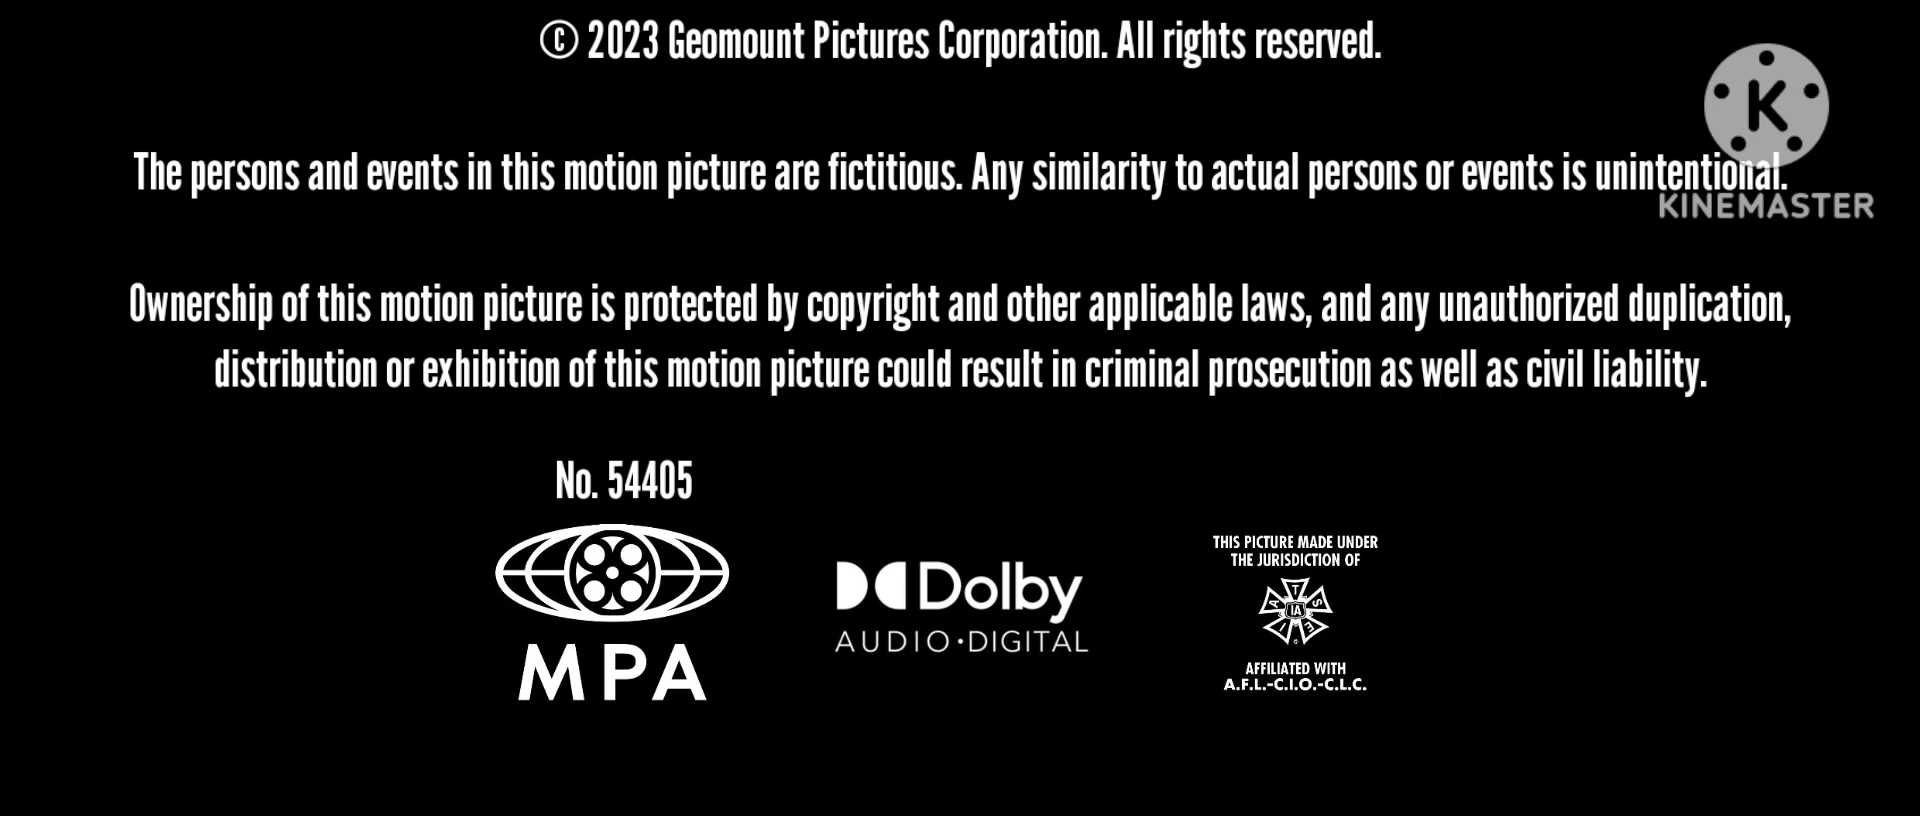 © 2023 Geomount Pictures Corporation. All rights reserved.
K
The persons and events in this motion picture are fictitious. Any similarity to actual persons or events is unintentional.
KINEMASTER
Ownership of this motion picture is protected by copyright and other applicable laws, and any unauthorized duplication,
distribution or exhibition of this motion picture could result in criminal prosecution as well as civil liability.
No. 54405
MPA
Dolby
AUDIO·DIGITAL
THIS PICTURE MADE UNDER
THE JURISDICTION OF
I A T S E
IA
AFFILIATED WITH
A.F.L.-C.I.O.-C.L.C.